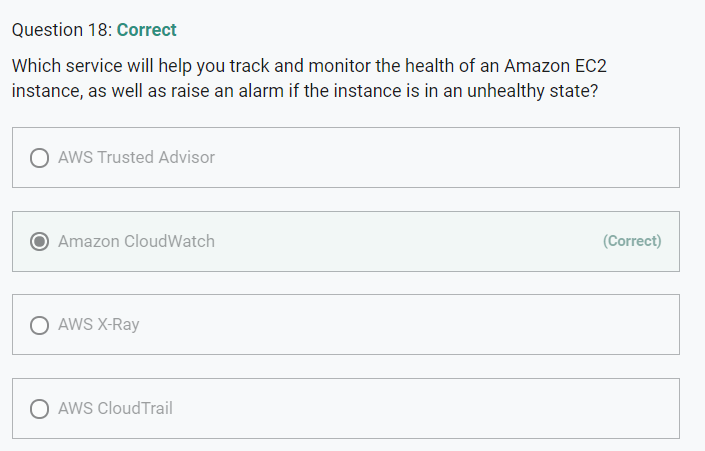 Question 18: Correct
Which service will help you track and monitor the health of an Amazon EC2
instance, as well as raise an alarm if the instance is in an unhealthy state?
AWS Trusted Advisor
Amazon CloudWatch (Correct)
AWS X-Ray
AWS CloudTrail